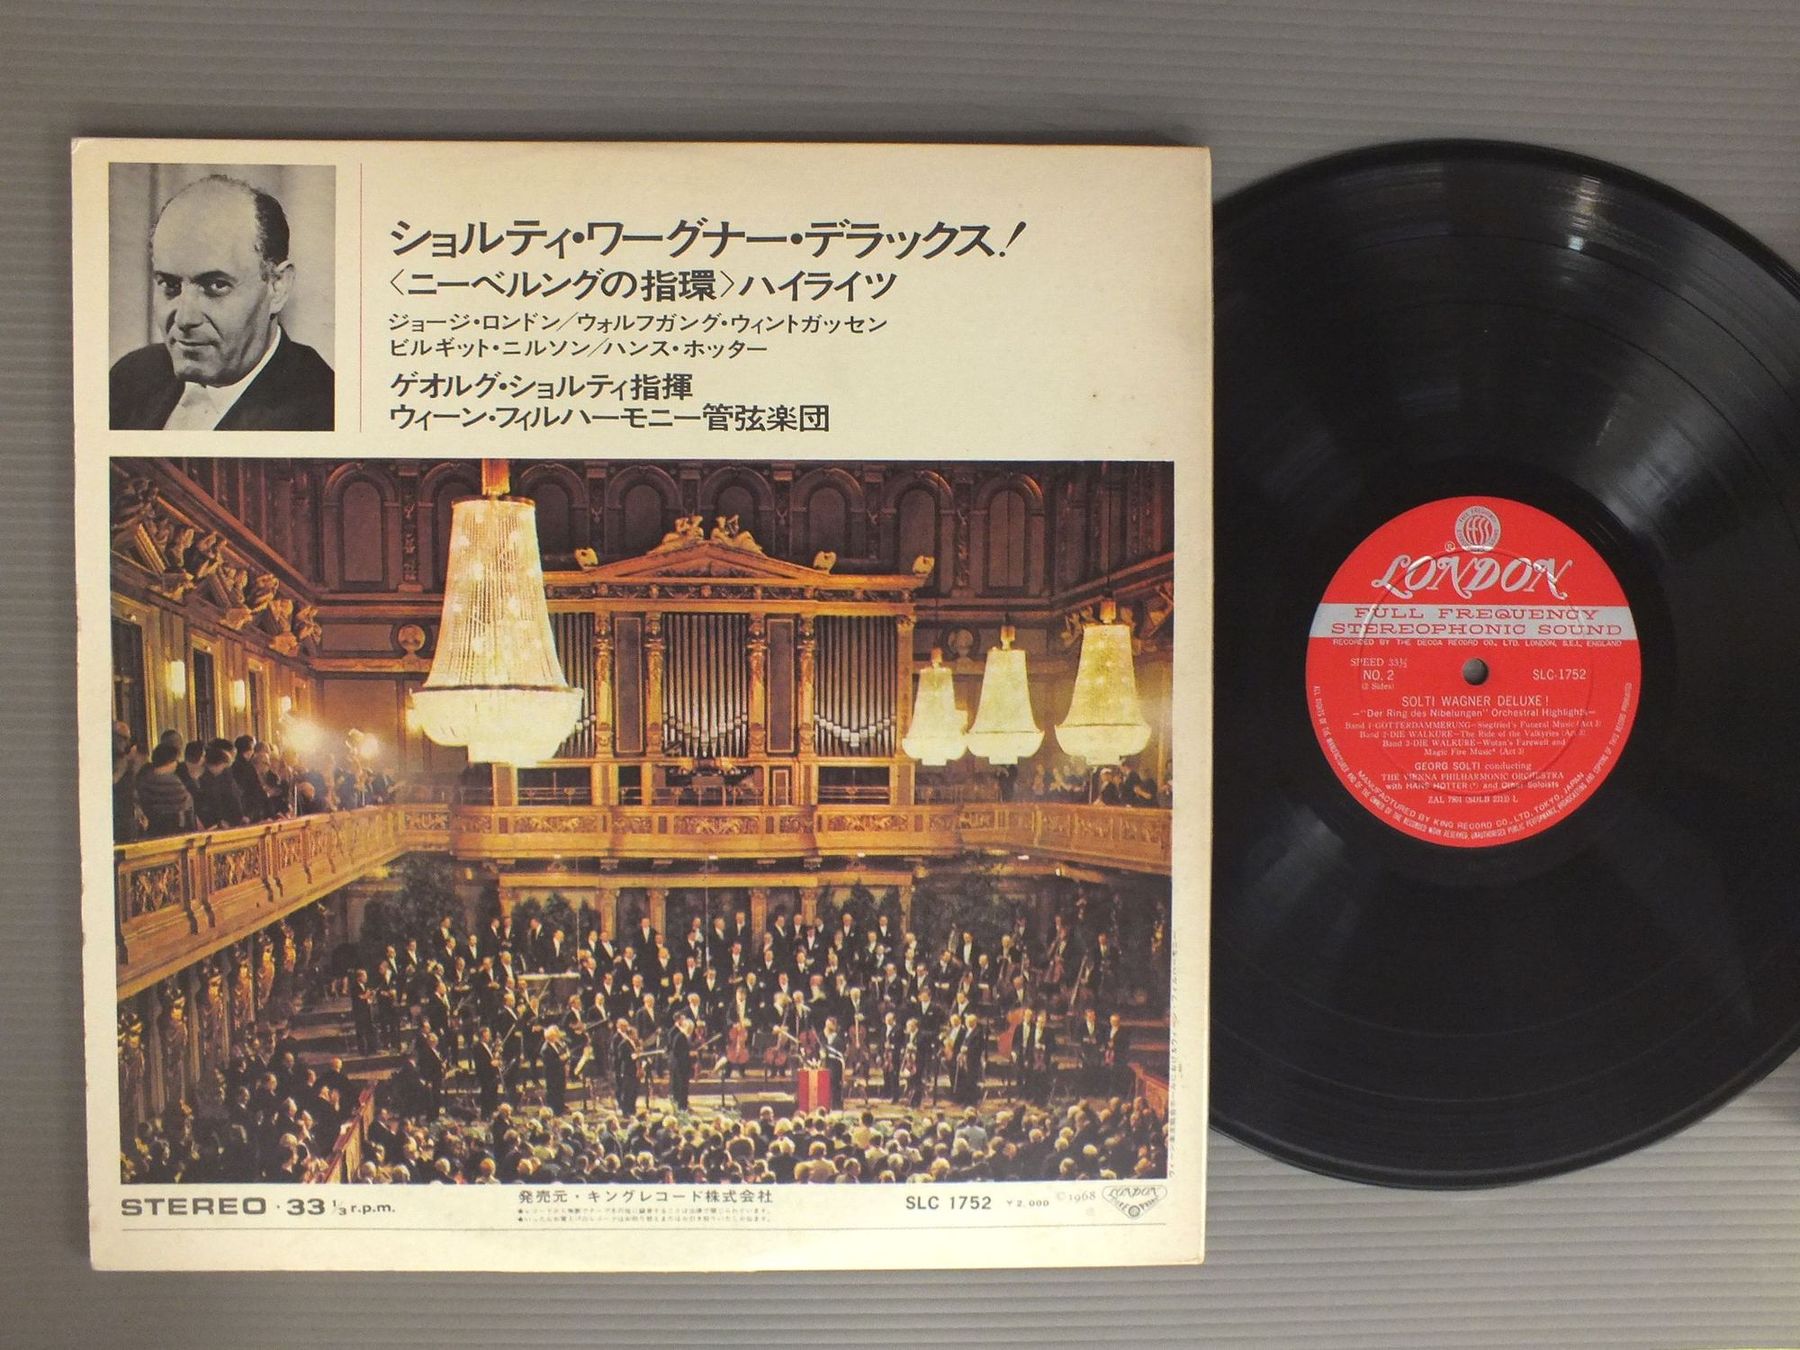 ショルティ・ワーグナー・デラックス!
〈ニーベルングの指環〉ハイライツ
ジョージ・ロンドン/ウォルフガング・ウィントガッセン
ビルギット・ニルソン/ハンス・ホッター
ゲオルグ・ショルティ指揮
ウィーン・フィルハーモニー管弦楽団
STEREO・33⅓r.p.m.
発売元・キングレコード株式会社
SLC 1752 ¥2,000 ©1968
LONDON
FULL FREQUENCY
® LONDON
FULL FREQUENCY
STEREOPHONIC SOUND
RECORDED BY THE DECCA RECORD CO., LTD. LONDON, S.E.I., ENGLAND
SPEED 33⅓
NO. 2 SLC-1752
(2 Sides)
SOLTI WAGNER DELUXE!
—"Der Ring des Nibelungen" Orchestral Highlights—
Band 1-GÖTTERDÄMMERUNG—Siegfried's Funeral Music (Act 3)
Band 2-DIE WALKÜRE—The Ride of the Valkyries (Act 3)
Band 3-DIE WALKÜRE—Wotan's Farewell and
Magic Fire Music* (Act 3)
GEORG SOLTI conducting
THE VIENNA PHILHARMONIC ORCHESTRA
with HANS HOTTER (*) and Other Soloists
MANUFACTURED BY KING RECORD CO., LTD, TOKYO, JAPAN